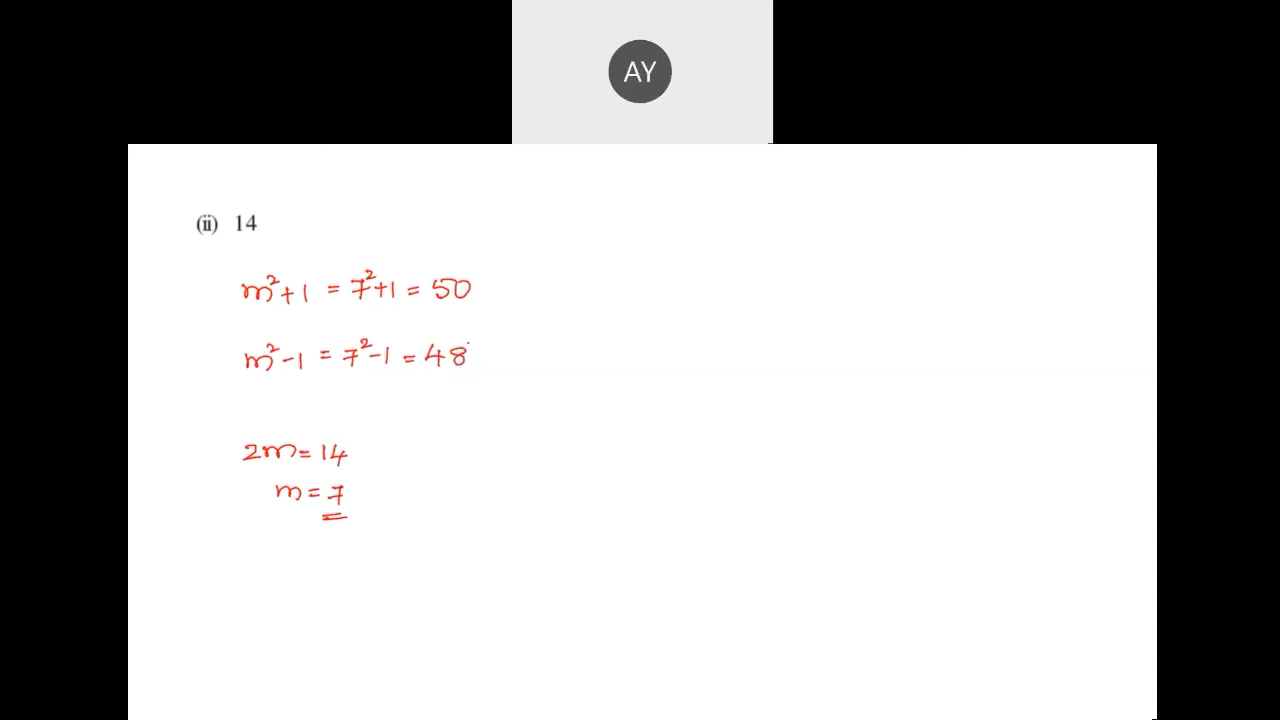 AY
(ii) 14
m²+1 = 7²+1 = 50
m²-1 = 7²-1 = 48
2m = 14
m = 7